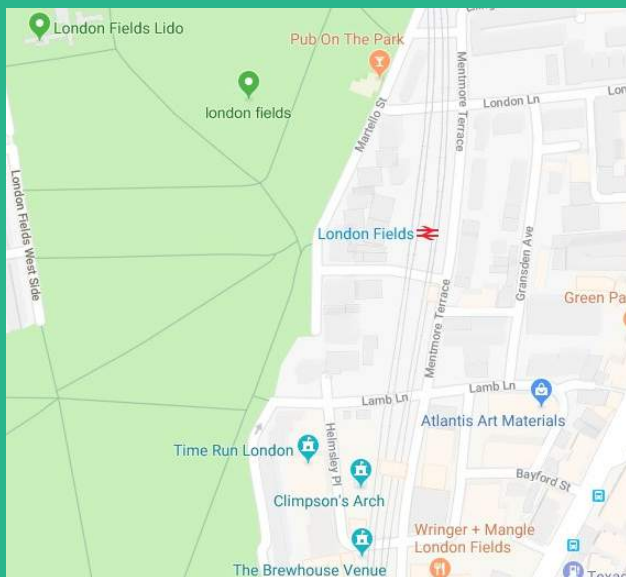 London Fields Lido
Pub On The Park
london fields
Martello St
Mentmore Terrace
London Ln
London Fields West Side
London Fields
Gransden Ave
Green Pa
Mentmore Terrace
Lamb Ln
Lamb Ln
Atlantis Art Materials
Time Run London
Helmsley Pl
Climpson's Arch
Bayford St
Wringer + Mangle
London Fields
The Brewhouse Venue